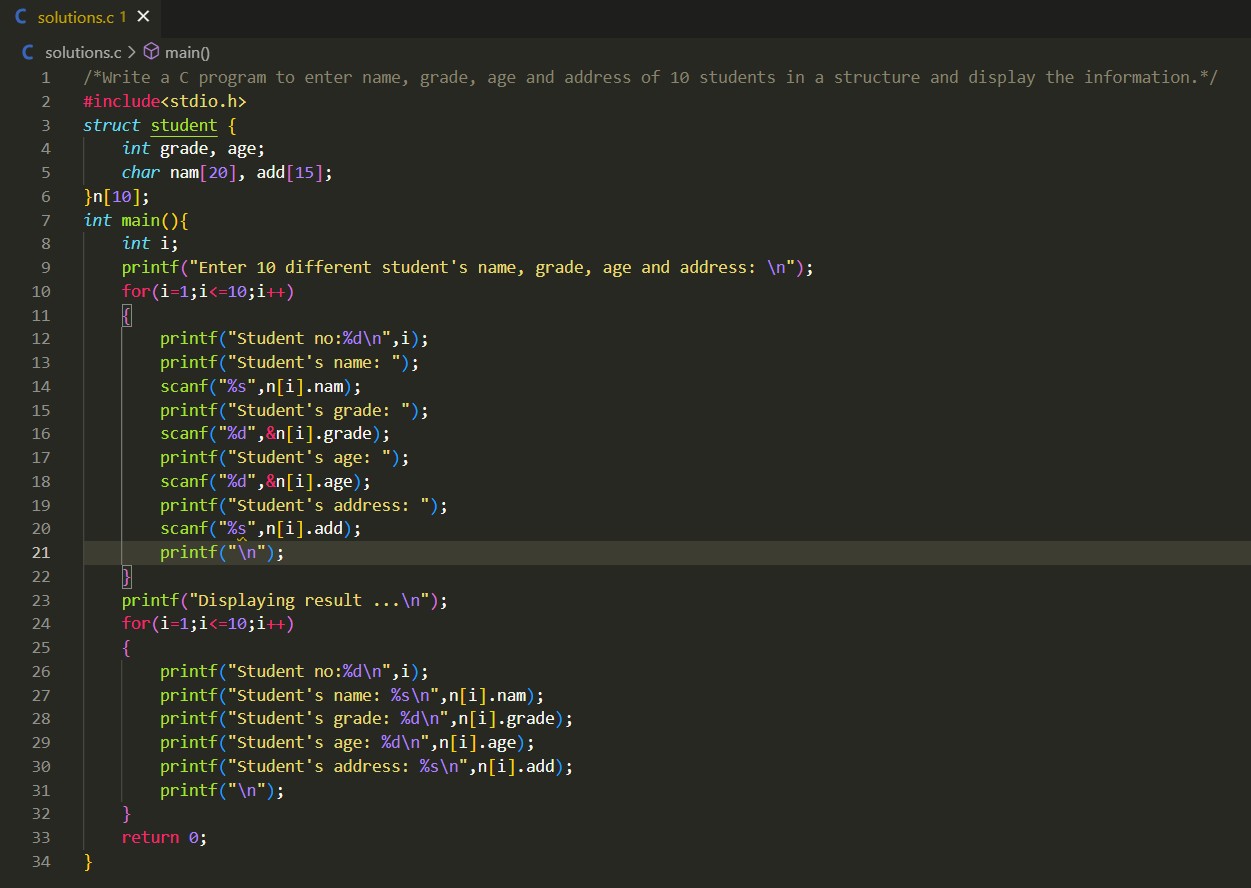 C solutions.c 1 ×
C solutions.c > main()
1 /*Write a C program to enter name, grade, age and address of 10 students in a structure and display the information.*/
2 #include<stdio.h>
3 struct student {
4     int grade, age;
5     char nam[20], add[15];
6 }n[10];
7 int main(){
8     int i;
9     printf("Enter 10 different student's name, grade, age and address: \n");
10     for(i=1;i<=10;i++)
11     {
12         printf("Student no:%d\n",i);
13         printf("Student's name: ");
14         scanf("%s",n[i].nam);
15         printf("Student's grade: ");
16         scanf("%d",&n[i].grade);
17         printf("Student's age: ");
18         scanf("%d",&n[i].age);
19         printf("Student's address: ");
20         scanf("%s",n[i].add);
21         printf("\n");
22     }
23     printf("Displaying result ...\n");
24     for(i=1;i<=10;i++)
25     {
26         printf("Student no:%d\n",i);
27         printf("Student's name: %s\n",n[i].nam);
28         printf("Student's grade: %d\n",n[i].grade);
29         printf("Student's age: %d\n",n[i].age);
30         printf("Student's address: %s\n",n[i].add);
31         printf("\n");
32     }
33     return 0;
34 }